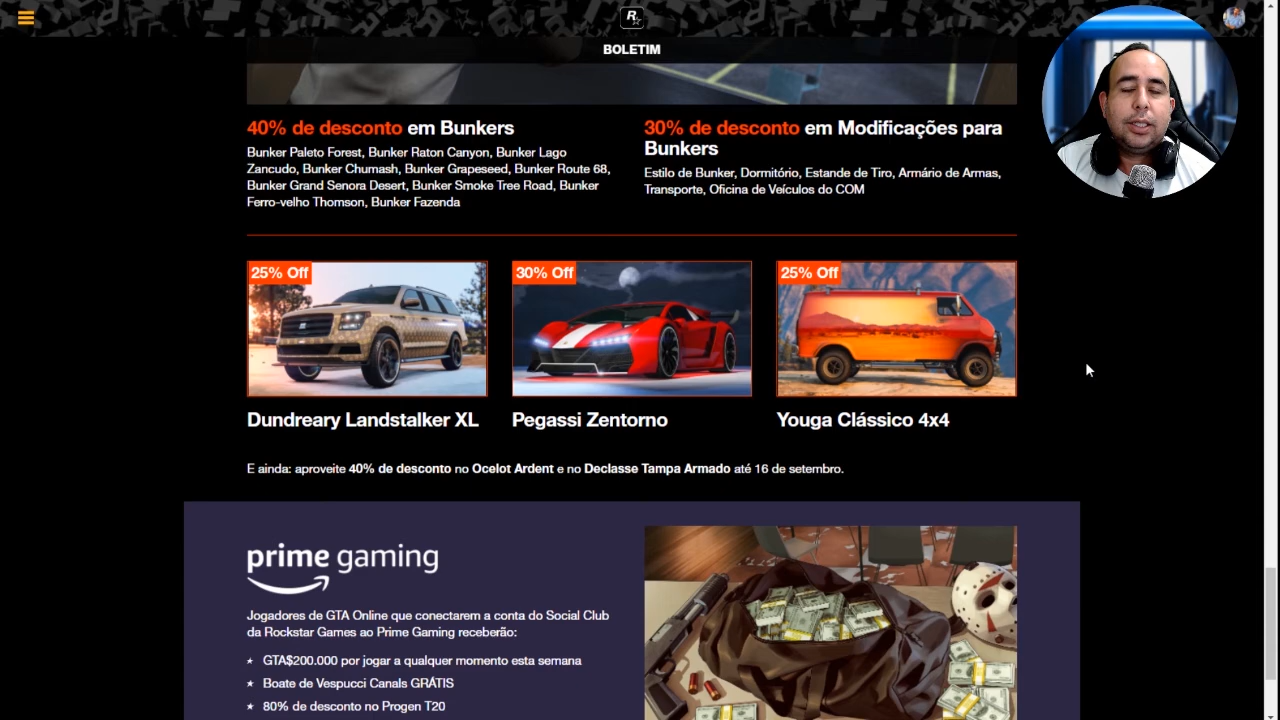 BOLETIM
40% de desconto em Bunkers
Bunker Paleto Forest, Bunker Raton Canyon, Bunker Lago
Zancudo, Bunker Chumash, Bunker Grapeseed, Bunker Route 68,
Bunker Grand Senora Desert, Bunker Smoke Tree Road, Bunker
Ferro-velho Thomson, Bunker Fazenda
30% de desconto em Modificações para
Bunkers
Estilo de Bunker, Dormitório, Estande de Tiro, Armário de Armas,
Transporte, Oficina de Veículos do COM
25% Off
30% Off
25% Off
Dundreary Landstalker XL
Pegassi Zentorno
Youga Clássico 4x4
E ainda: aproveite 40% de desconto no Ocelot Ardent e no Declasse Tampa Armado até 16 de setembro.
prime gaming
Jogadores de GTA Online que conectarem a conta do Social Club
da Rockstar Games ao Prime Gaming receberão:
GTA$200.000 por jogar a qualquer momento esta semana
Boate de Vespucci Canals GRÁTIS
80% de desconto no Progen T20